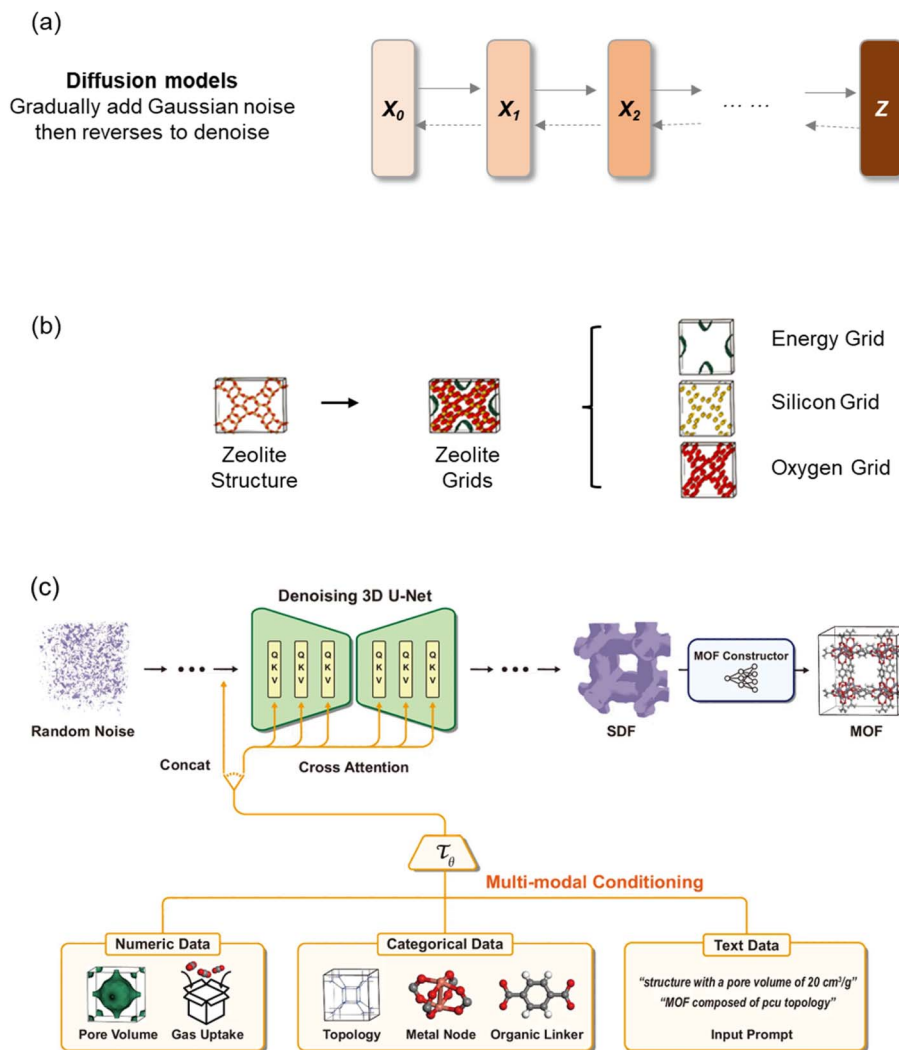 (a)
Diffusion models
Gradually add Gaussian noise
then reverses to denoise
X0 X1 X2 ... ... Z
(b)
Zeolite
Structure
Zeolite
Grids
Energy Grid
Silicon Grid
Oxygen Grid
(c)
Denoising 3D U-Net
Q K V
Q K V
Q K V
Q K V
Q K V
Q K V
Random Noise
Concat
Cross Attention
SDF
MOF Constructor
MOF
τθ
Multi-modal Conditioning
Numeric Data
Pore Volume
Gas Uptake
Categorical Data
Topology
Metal Node
Organic Linker
Text Data
“structure with a pore volume of 20 cm³/g”
“MOF composed of pcu topology”
Input Prompt